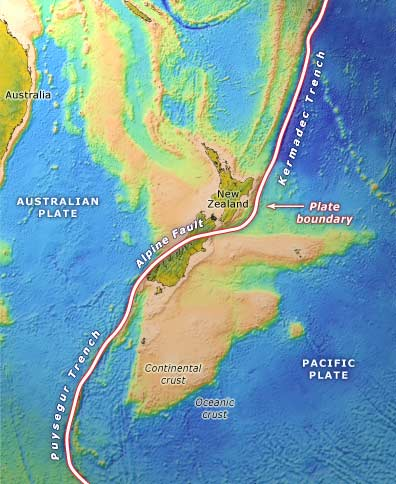 Australia
Kermadec Trench
AUSTRALIAN
PLATE
New
Zealand
Plate
boundary
Alpine Fault
Puysegur Trench
Continental
crust
PACIFIC
PLATE
Oceanic
crust